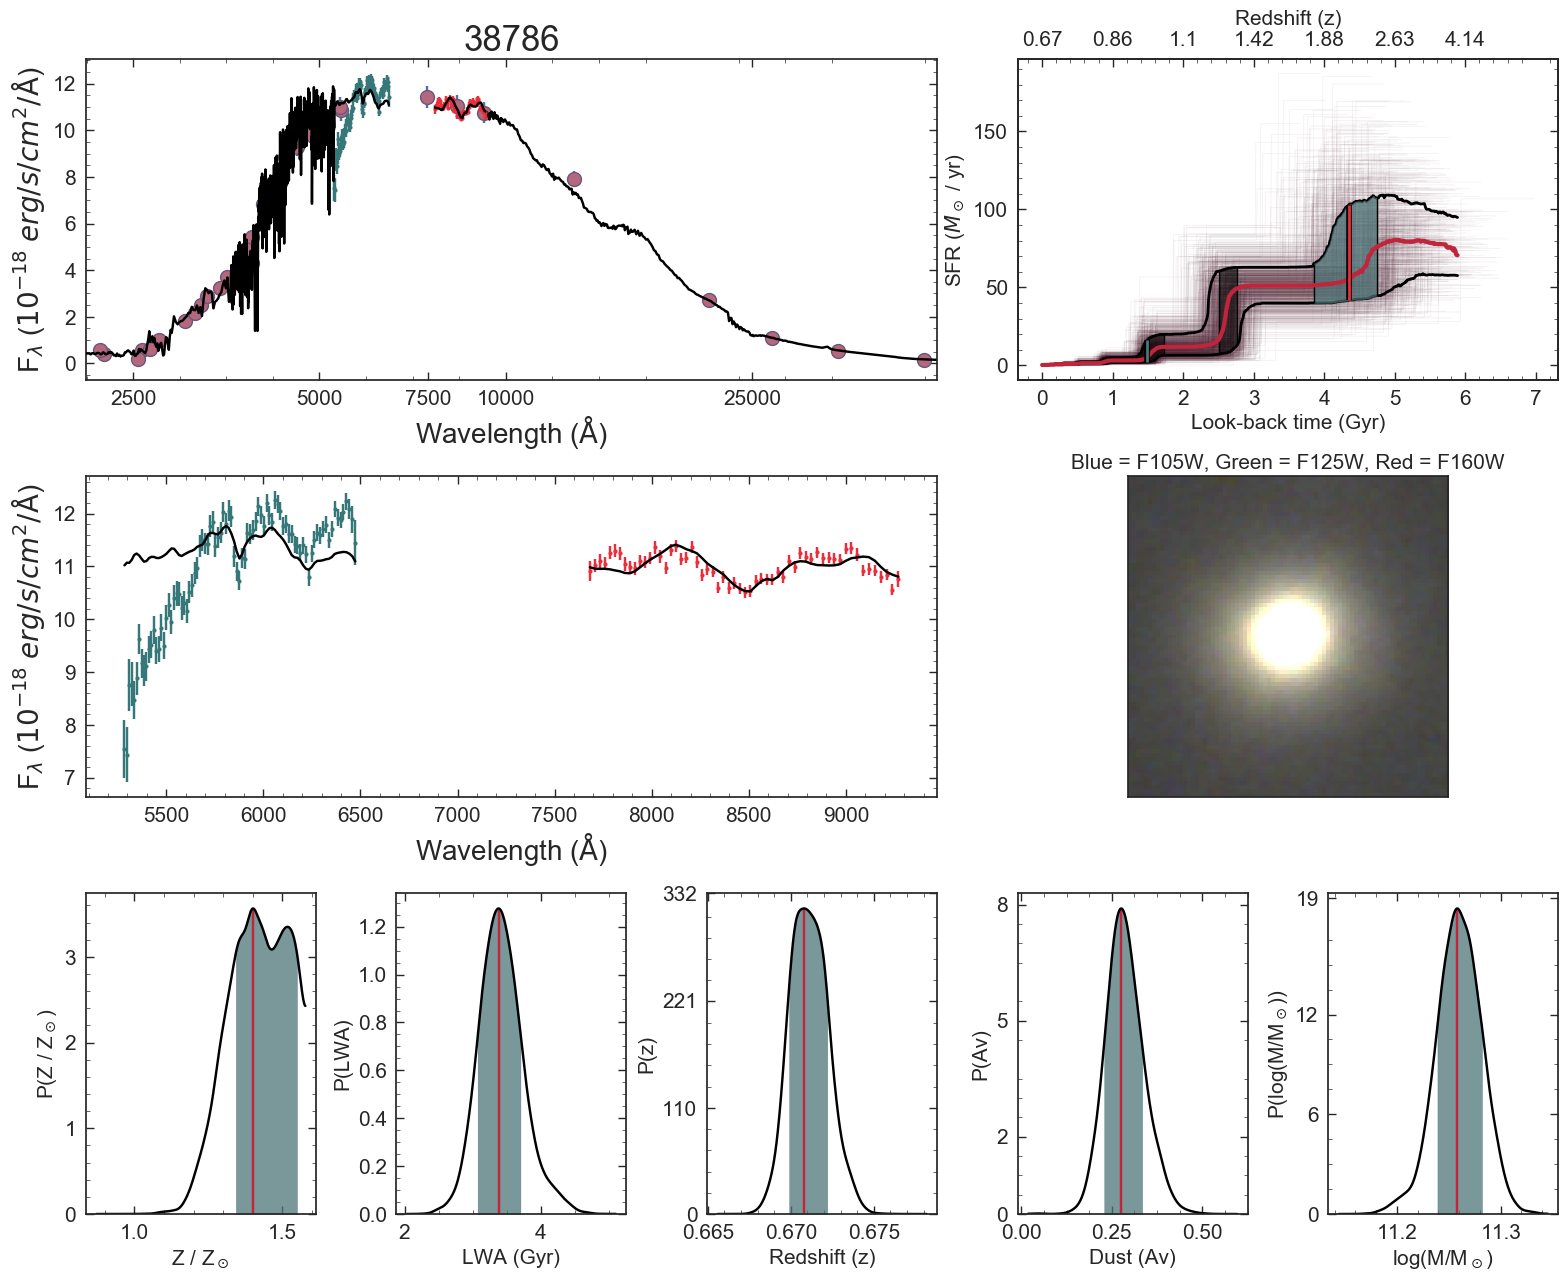 38786
12
10
8
6
4
2
0
F_λ (10^−18 erg/s/cm^2/Å)
2500 5000 7500 10000 25000
Wavelength (Å)
Redshift (z)
0.67 0.86 1.1 1.42 1.88 2.63 4.14
150
100
50
0
SFR (M_⊙ / yr)
0 1 2 3 4 5 6 7
Look-back time (Gyr)
12
11
10
9
8
7
F_λ (10^−18 erg/s/cm^2/Å)
5500 6000 6500 7000 7500 8000 8500 9000
Wavelength (Å)
Blue = F105W, Green = F125W, Red = F160W
3
2
1
0
P(Z / Z_⊙)
1.0 1.5
Z / Z_⊙
1.2
1.0
0.8
0.6
0.4
0.2
0.0
P(LWA)
2 4
LWA (Gyr)
332
221
110
0
P(z)
0.665 0.670 0.675
Redshift (z)
8
5
2
0
P(Av)
0.00 0.25 0.50
Dust (Av)
19
12
6
0
P(log(M/M_⊙))
11.2 11.3
log(M/M_⊙)